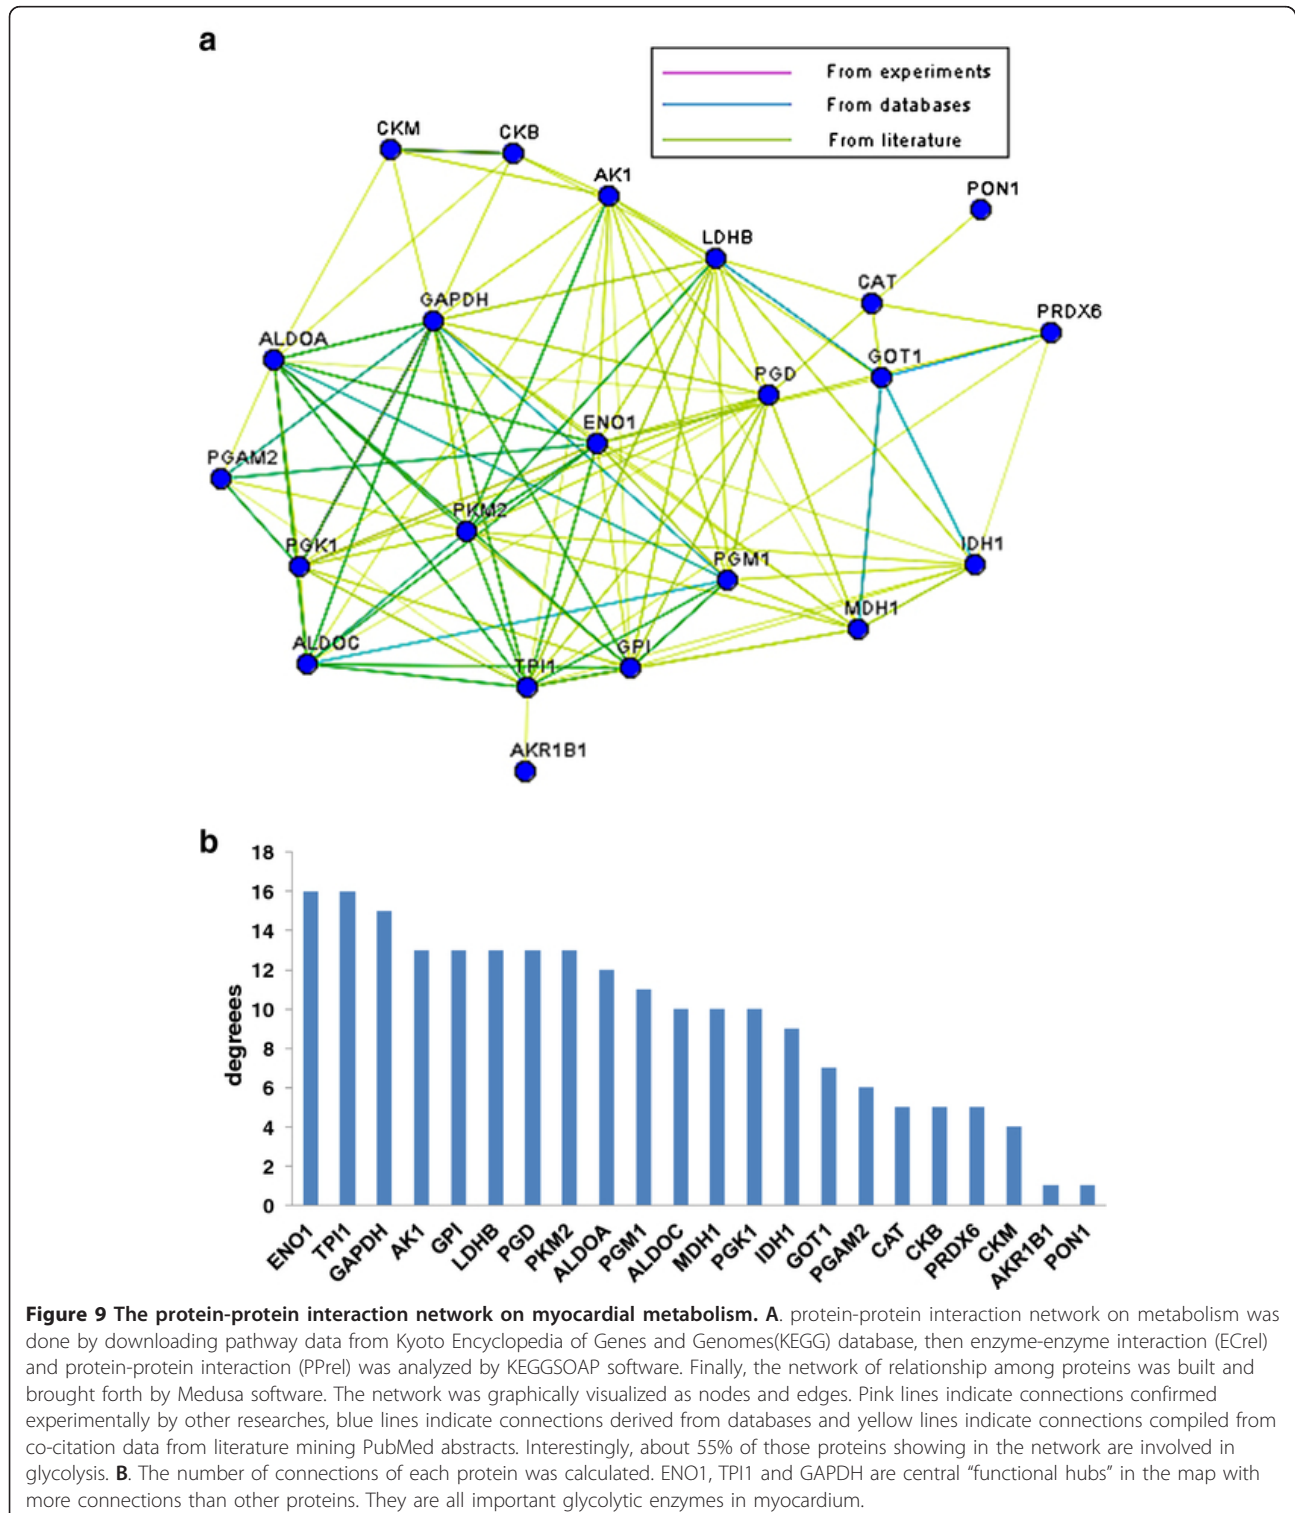 a
From experiments
From databases
From literature
CKM
CKB
AK1
PON1
LDHB
CAT
GAPDH
PRDX6
ALDOA
GOT1
PGD
ENO1
PGAM2
PKM2
PGK1
PGM1
IDH1
MDH1
ALDOC
GPI
TPI1
AKR1B1
b
18
16
14
12
10
8
6
4
2
0
degreees
ENO1
TPI1
GAPDH
AK1
GPI
LDHB
PGD
PKM2
ALDOA
PGM1
ALDOC
MDH1
PGK1
IDH1
GOT1
PGAM2
CAT
CKB
PRDX6
CKM
AKR1B1
PON1
Figure 9 The protein-protein interaction network on myocardial metabolism. A. protein-protein interaction network on metabolism was
done by downloading pathway data from Kyoto Encyclopedia of Genes and Genomes(KEGG) database, then enzyme-enzyme interaction (ECrel)
and protein-protein interaction (PPrel) was analyzed by KEGGSOAP software. Finally, the network of relationship among proteins was built and
brought forth by Medusa software. The network was graphically visualized as nodes and edges. Pink lines indicate connections confirmed
experimentally by other researches, blue lines indicate connections derived from databases and yellow lines indicate connections compiled from
co-citation data from literature mining PubMed abstracts. Interestingly, about 55% of those proteins showing in the network are involved in
glycolysis. B. The number of connections of each protein was calculated. ENO1, TPI1 and GAPDH are central “functional hubs” in the map with
more connections than other proteins. They are all important glycolytic enzymes in myocardium.